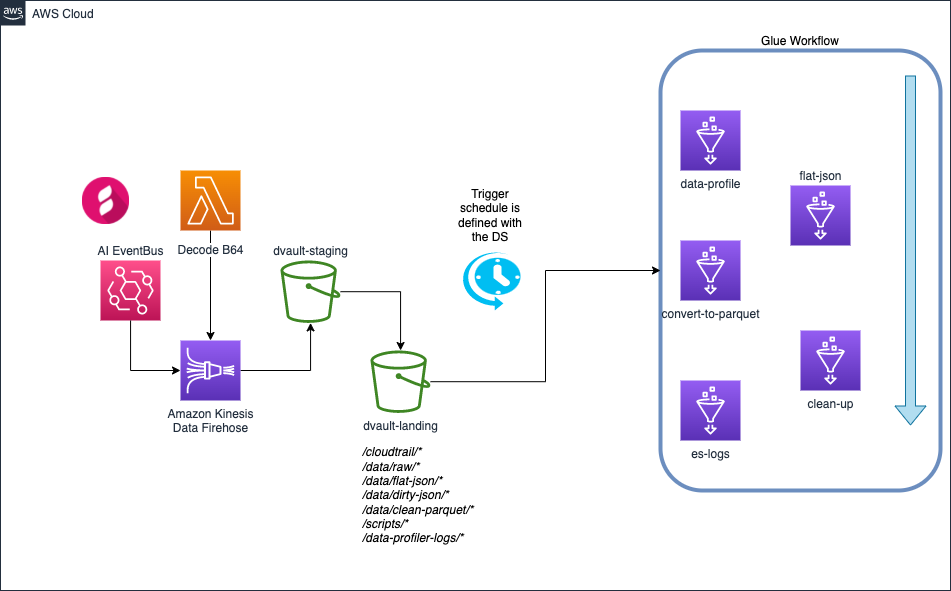 aws
AWS Cloud
Glue Workflow
data-profile
flat-json
Trigger
schedule is
defined with
the DS
AI EventBus
Decode B64
dvault-staging
convert-to-parquet
Amazon Kinesis
Data Firehose
dvault-landing
clean-up
es-logs
/cloudtrail/*
/data/raw/*
/data/flat-json/*
/data/dirty-json/*
/data/clean-parquet/*
/scripts/*
/data-profiler-logs/*